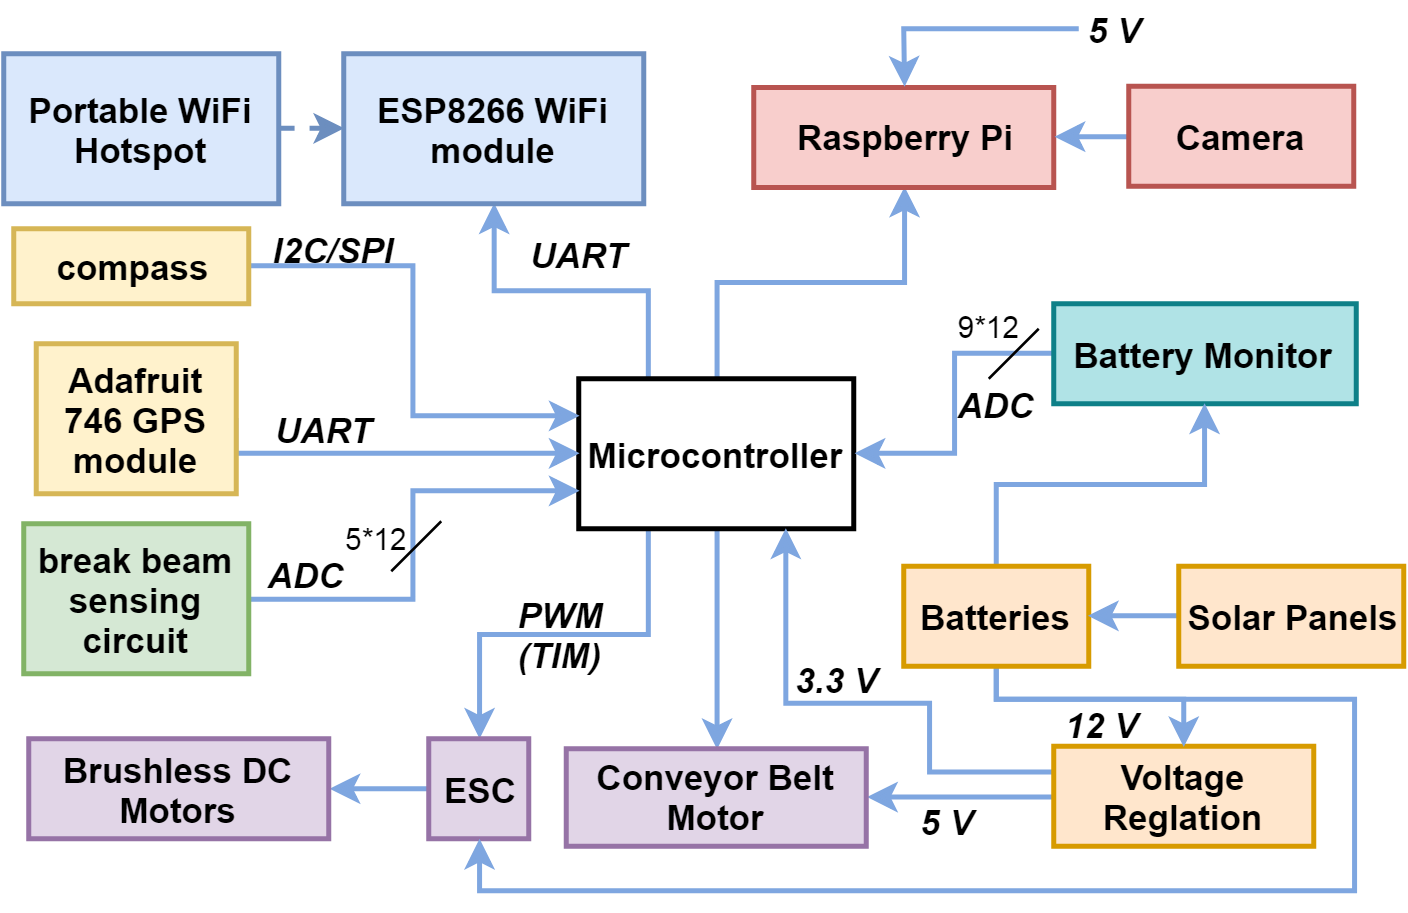 5 V
Portable WiFi
Hotspot
ESP8266 WiFi
module
Raspberry Pi
Camera
compass
I2C/SPI
UART
Adafruit
746 GPS
module
UART
9*12
ADC
Battery Monitor
Microcontroller
break beam
sensing
circuit
ADC
5*12
PWM
(TIM)
Batteries
Solar Panels
3.3 V
12 V
Brushless DC
Motors
ESC
Conveyor Belt
Motor
5 V
Voltage
Reglation